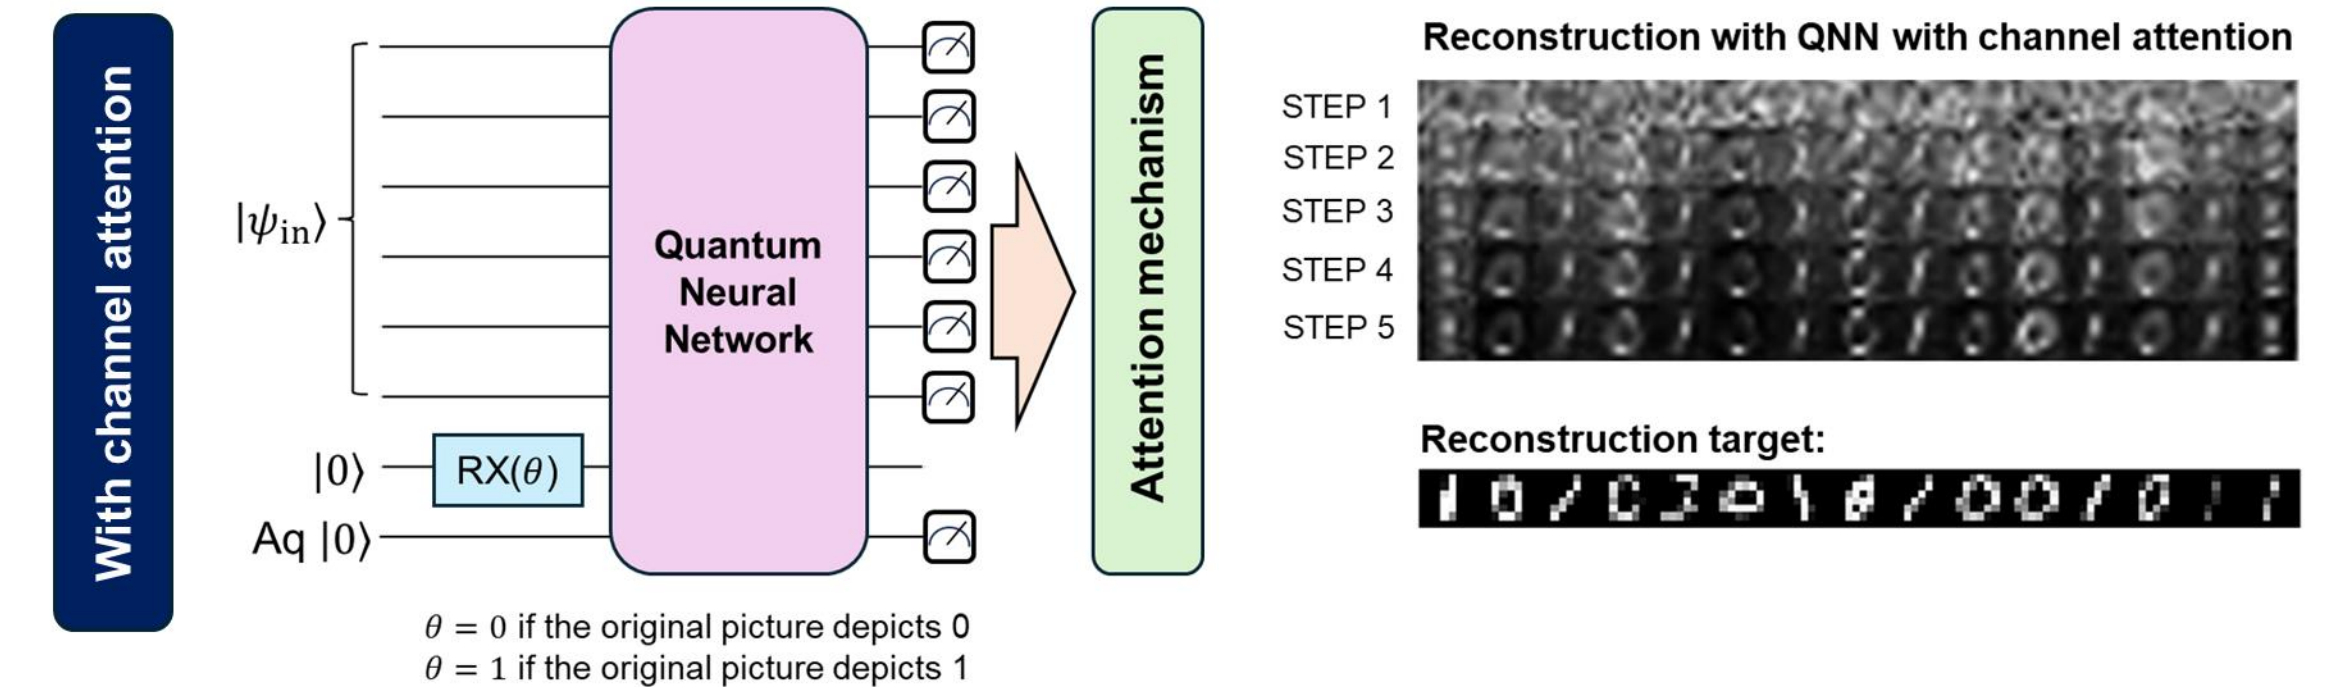 With channel attention
|ψin⟩
|0⟩
RX(θ)
Aq |0⟩
Quantum
Neural
Network
θ = 0 if the original picture depicts 0
θ = 1 if the original picture depicts 1
Attention mechanism
Reconstruction with QNN with channel attention
STEP 1
STEP 2
STEP 3
STEP 4
STEP 5
Reconstruction target: